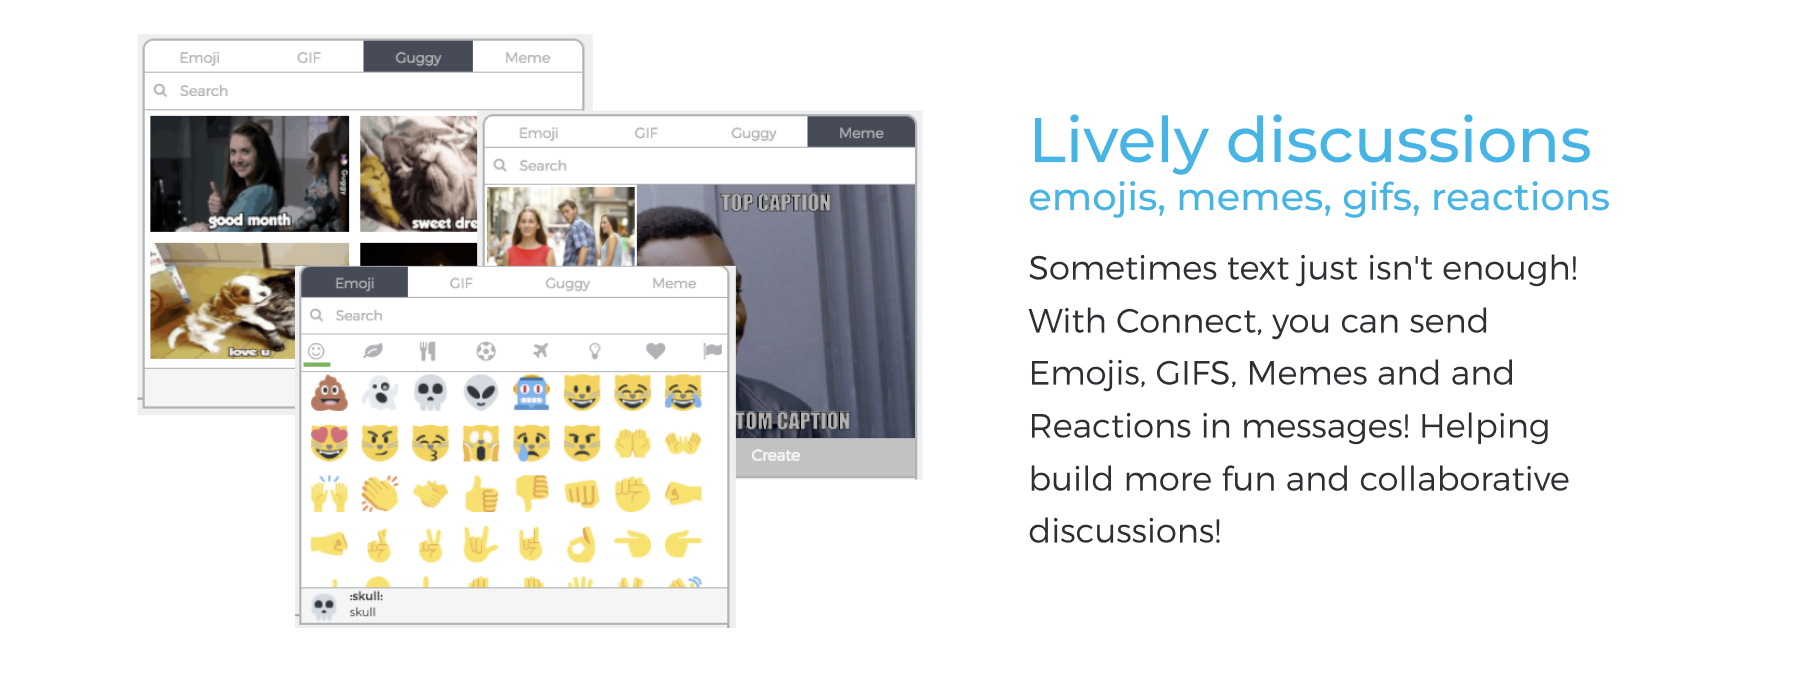 Emoji GIF Guggy Meme
Search
good month
Guggy
sweet dre
love u
Emoji GIF Guggy Meme
Search
TOP CAPTION
TOM CAPTION
Create
Emoji GIF Guggy Meme
Search
:skull:
skull
Lively discussions
emojis, memes, gifs, reactions
Sometimes text just isn't enough!
With Connect, you can send
Emojis, GIFS, Memes and and
Reactions in messages! Helping
build more fun and collaborative
discussions!